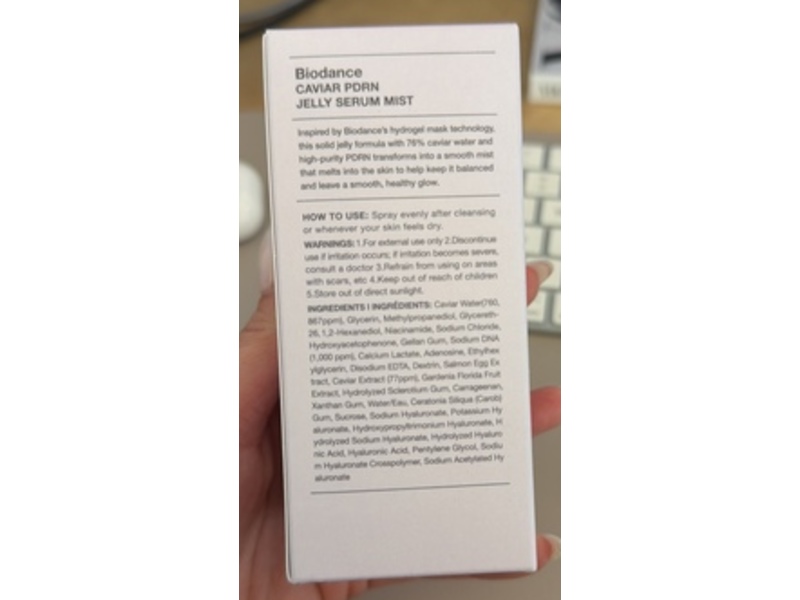 Biodance
CAVIAR PDRN
JELLY SERUM MIST
Inspired by Biodance's hydrogel mask technology,
this solid jelly formula with 76% caviar water and
high-purity PDRN transforms into a smooth mist
that melts into the skin to help keep it balanced
and leave a smooth, healthy glow.
HOW TO USE: Spray evenly after cleansing
or whenever your skin feels dry.
WARNINGS: 1.For external use only 2.Discontinue
use if irritation occurs; if irritation becomes severe,
consult a doctor 3.Refrain from using on areas
with scars, etc 4.Keep out of reach of children
5.Store out of direct sunlight.
INGREDIENTS I INGRÉDIENTS: Caviar Water(760,
867ppm), Glycerin, Methylpropanediol, Glycereth-
26, 1,2-Hexanediol, Niacinamide, Sodium Chloride,
Hydroxyacetophenone, Gellan Gum, Sodium DNA
(1,000 ppm), Calcium Lactate, Adenosine, Ethylhex
ylglycerin, Disodium EDTA, Dextrin, Salmon Egg Ex
tract, Caviar Extract (77ppm), Gardenia Florida Fruit
Extract, Hydrolyzed Sclerotium Gum, Carrageenan,
Xanthan Gum, Water/Eau, Ceratonia Siliqua (Carob)
Gum, Sucrose, Sodium Hyaluronate, Potassium Hy
aluronate, Hydroxypropyltrimonium Hyaluronate, H
ydrolyzed Sodium Hyaluronate, Hydrolyzed Hyaluro
nic Acid, Hyaluronic Acid, Pentylene Glycol, Sodiu
m Hyaluronate Crosspolymer, Sodium Acetylated Hy
aluronate